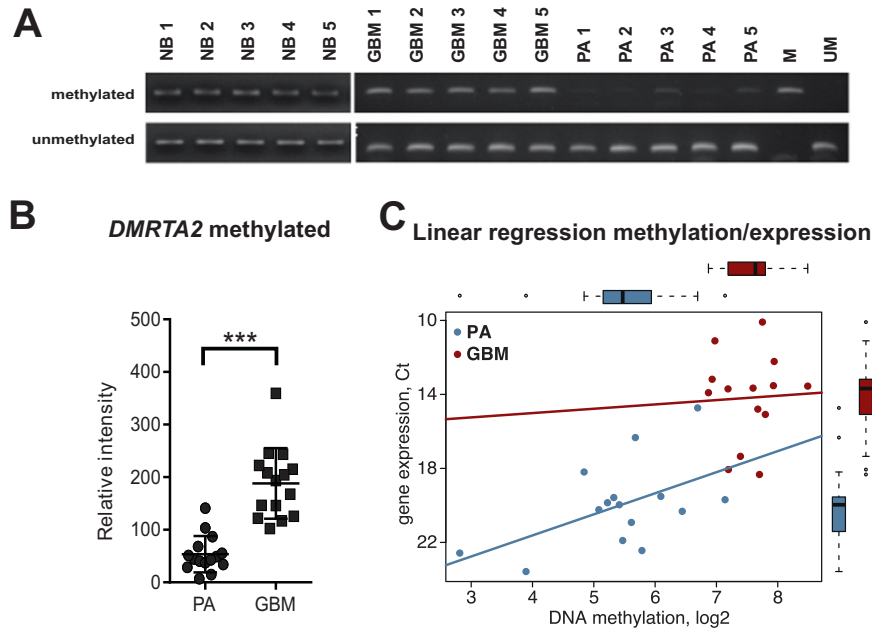 A
NB 1 NB 2 NB 3 NB 4 NB 5 GBM 1 GBM 2 GBM 3 GBM 4 GBM 5 PA 1 PA 2 PA 3 PA 4 PA 5 M UM
methylated
unmethylated
B
DMRTA2 methylated
Relative intensity
500
400
300
200
100
0
***
PA GBM
C
Linear regression methylation/expression
PA
GBM
gene expression, Ct
10
14
18
22
3 4 5 6 7 8
DNA methylation, log2